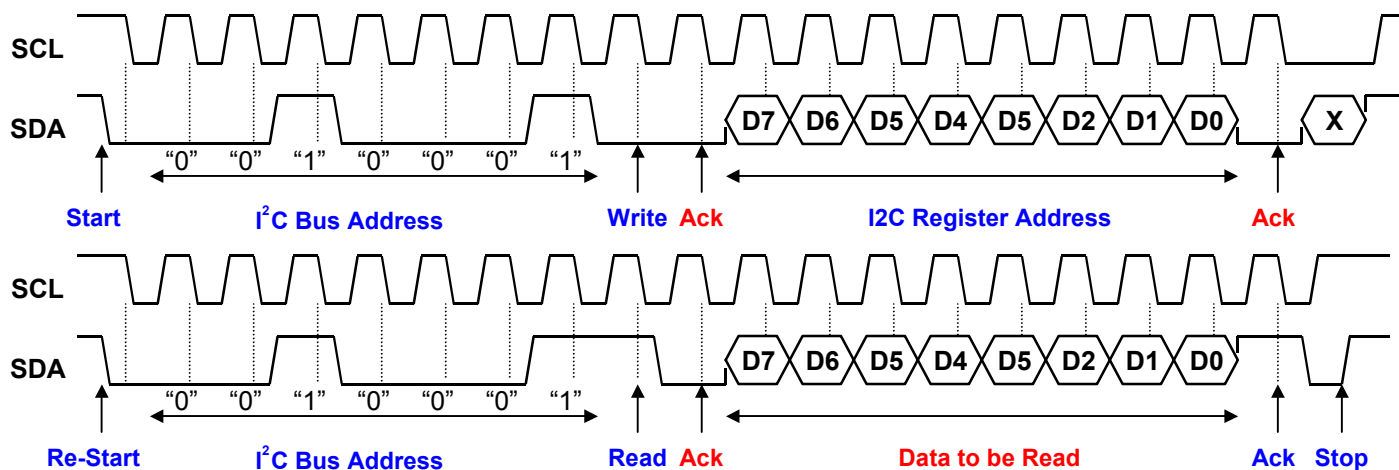 SCL
SDA
D7 D6 D5 D4 D5 D2 D1 D0 X
“0” “0” “1” “0” “0” “0” “1”
Start I²C Bus Address Write Ack I2C Register Address Ack
SCL
SDA
D7 D6 D5 D4 D5 D2 D1 D0
“0” “0” “1” “0” “0” “0” “1”
Re-Start I²C Bus Address Read Ack Data to be Read Ack Stop